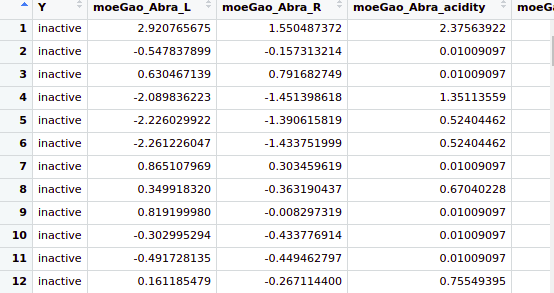 Y moeGao_Abra_L moeGao_Abra_R moeGao_Abra_acidity moeGa
1 inactive 2.920765675 1.550487372 2.37563922
2 inactive -0.547837899 -0.157313214 0.01009097
3 inactive 0.630467139 0.791682749 0.01009097
4 inactive -2.089836223 -1.451398618 1.35113559
5 inactive -2.226029922 -1.390615819 0.52404462
6 inactive -2.261226047 -1.433751999 0.52404462
7 inactive 0.865107969 0.303459619 0.01009097
8 inactive 0.349918320 -0.363190437 0.67040228
9 inactive 0.819199980 -0.008297319 0.01009097
10 inactive -0.302995294 -0.433776914 0.01009097
11 inactive -0.491728135 -0.449462797 0.01009097
12 inactive 0.161185479 -0.267114400 0.75549395